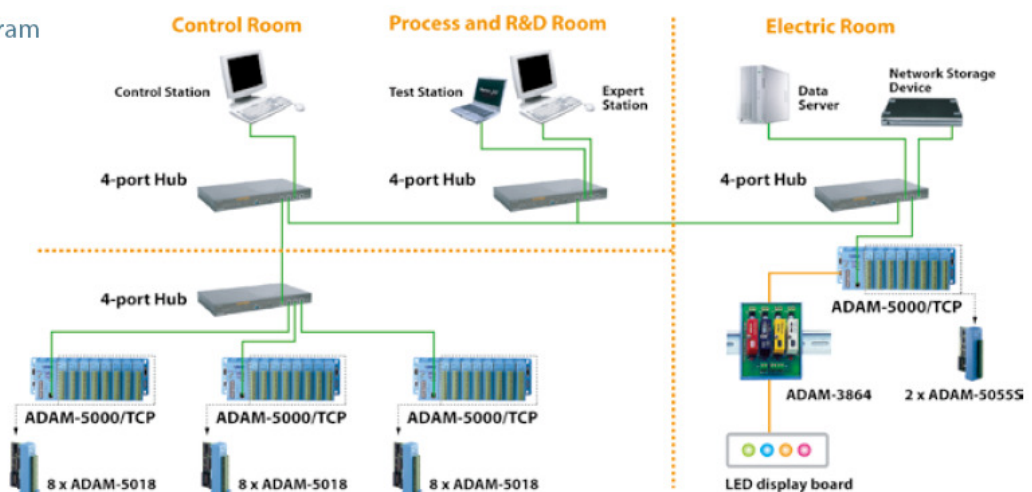 ram
Control Room
Process and R&D Room
Electric Room
Control Station
Test Station
Expert
Station
Data
Server
Network Storage
Device
4-port Hub
4-port Hub
4-port Hub
4-port Hub
ADAM-5000/TCP
ADAM-3864
2 x ADAM-5055S
ADAM-5000/TCP
ADAM-5000/TCP
ADAM-5000/TCP
8 x ADAM-5018
8 x ADAM-5018
8 x ADAM-5018
LED display board